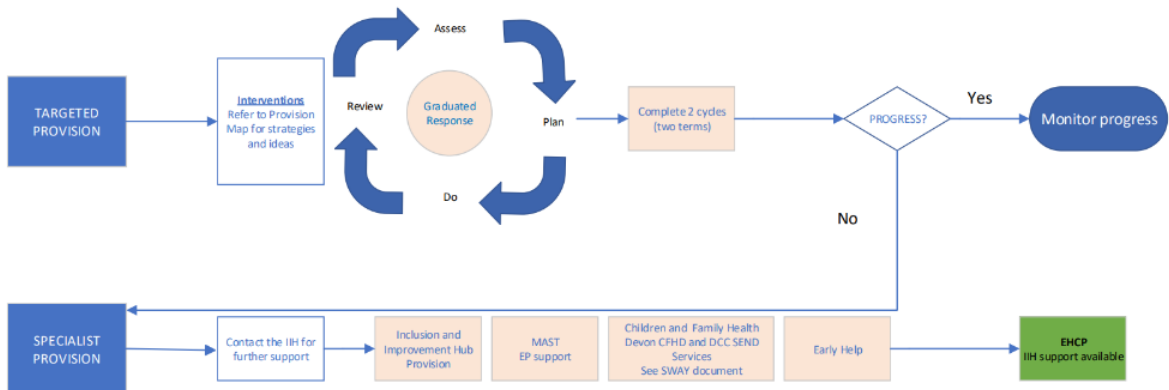 TARGETED
PROVISION
Interventions
Refer to Provision
Map for strategies
and ideas
Assess
Review
Graduated
Response
Plan
Do
Complete 2 cycles
(two terms)
PROGRESS?
Yes
Monitor progress
No
SPECIALIST
PROVISION
Contact the IIH for
further support
Inclusion and
Improvement Hub
Provision
MAST
EP support
Children and Family Health
Devon CFHD and DCC SEND
Services
See SWAY document
Early Help
EHCP
IIH support available